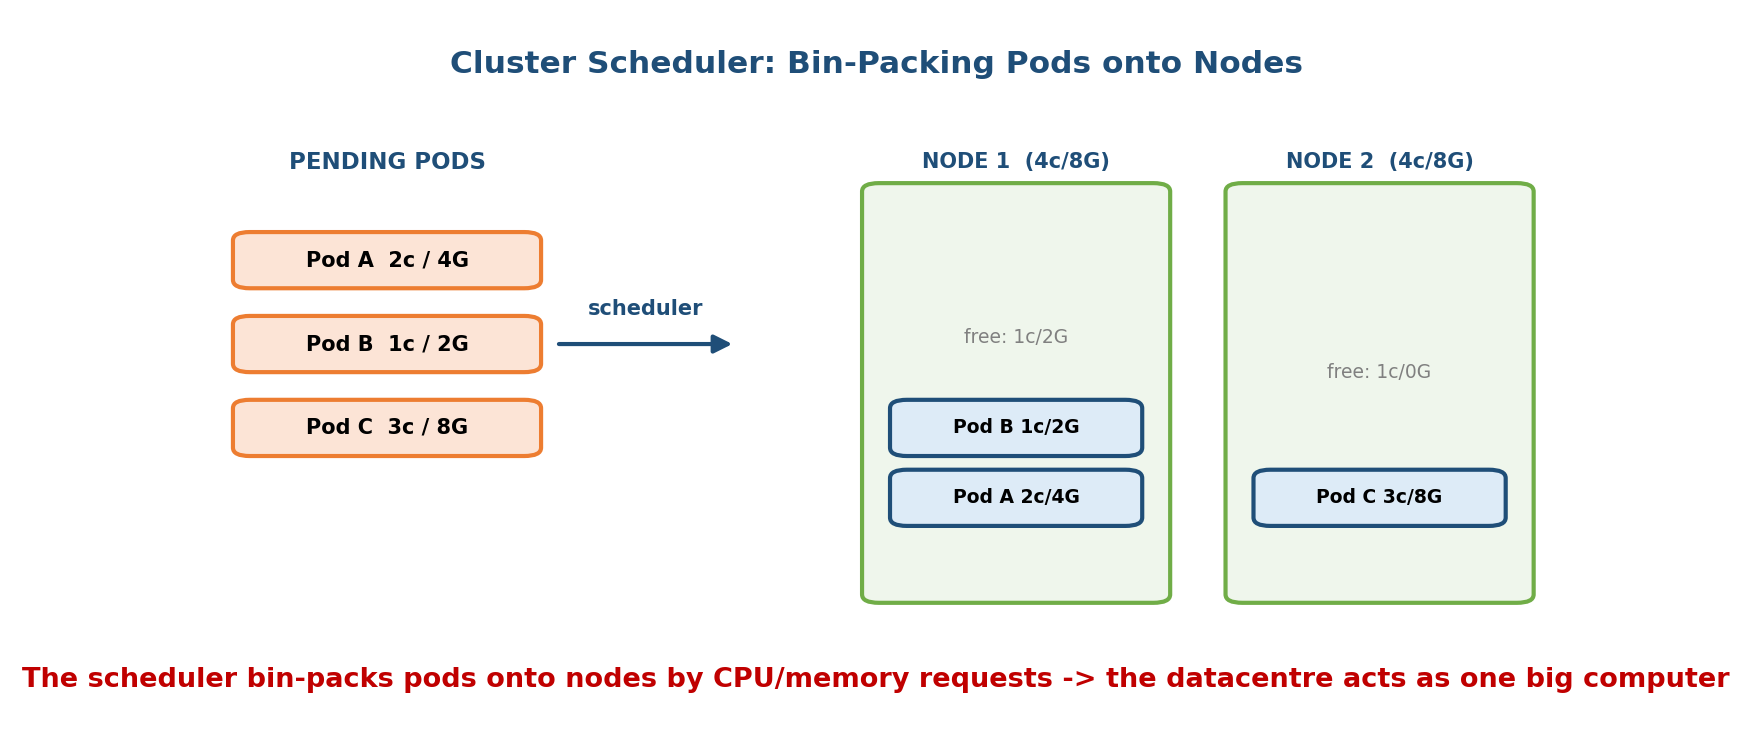 Cluster Scheduler: Bin-Packing Pods onto Nodes
PENDING PODS
Pod A  2c / 4G
Pod B  1c / 2G
Pod C  3c / 8G
scheduler
NODE 1  (4c/8G)
free: 1c/2G
Pod B 1c/2G
Pod A 2c/4G
NODE 2  (4c/8G)
free: 1c/0G
Pod C 3c/8G
The scheduler bin-packs pods onto nodes by CPU/memory requests -> the datacentre acts as one big computer